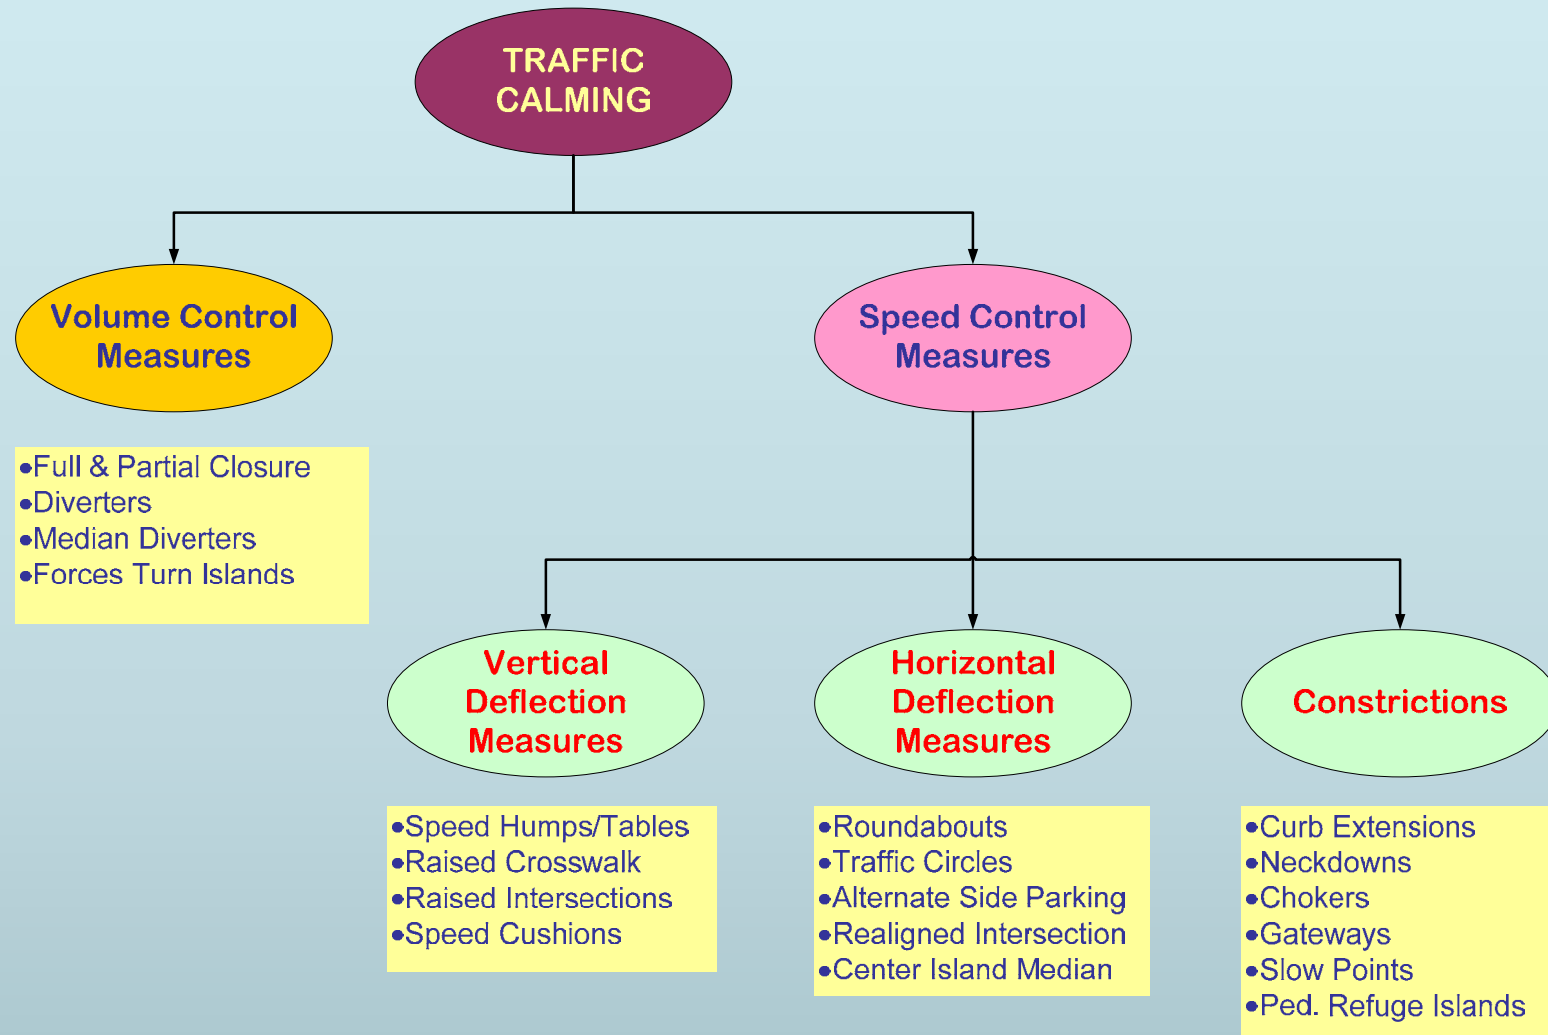 TRAFFIC
CALMING
Volume Control
Measures
Speed Control
Measures
•Full & Partial Closure
•Diverters
•Median Diverters
•Forces Turn Islands
Vertical
Deflection
Measures
Horizontal
Deflection
Measures
Constrictions
•Speed Humps/Tables
•Raised Crosswalk
•Raised Intersections
•Speed Cushions
•Roundabouts
•Traffic Circles
•Alternate Side Parking
•Realigned Intersection
•Center Island Median
•Curb Extensions
•Neckdowns
•Chokers
•Gateways
•Slow Points
•Ped. Refuge Islands